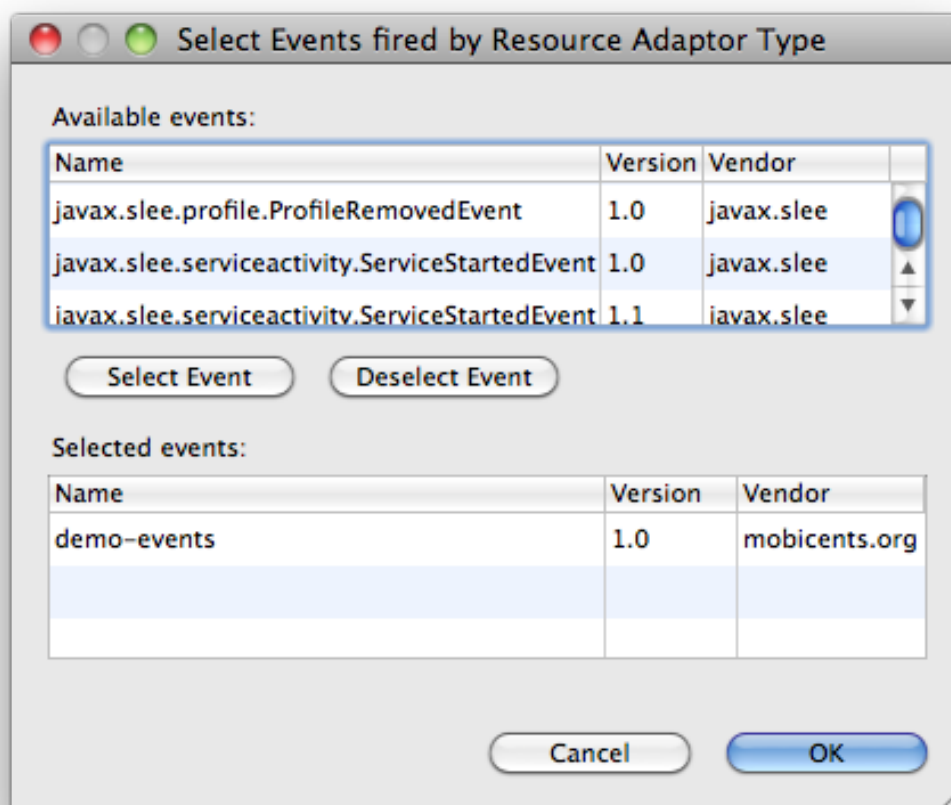 Select Events fired by Resource Adaptor Type
Available events:
Name Version Vendor
javax.slee.profile.ProfileRemovedEvent 1.0 javax.slee
javax.slee.serviceactivity.ServiceStartedEvent 1.0 javax.slee
javax.slee.serviceactivity.ServiceStartedEvent 1.1 javax.slee
Select Event Deselect Event
Selected events:
Name Version Vendor
demo-events 1.0 mobicents.org
Cancel OK